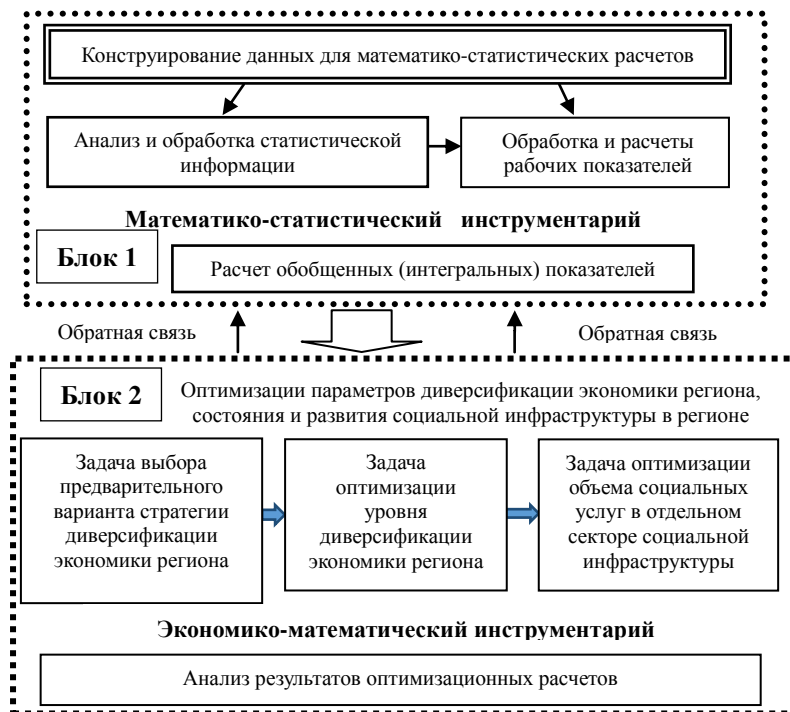 Конструирование данных для математико-статистических расчетов
Анализ и обработка статистической
информации
Обработка и расчеты
рабочих показателей
Математико-статистический инструментарий
Блок 1
Расчет обобщенных (интегральных) показателей
Обратная связь
Обратная связь
Блок 2
Оптимизации параметров диверсификации экономики региона,
состояния и развития социальной инфраструктуры в регионе
Задача выбора
предварительного
варианта стратегии
диверсификации
экономики региона
Задача
оптимизации
уровня
диверсификации
экономики региона
Задача оптимизации
объема социальных
услуг в отдельном
секторе социальной
инфраструктуры
Экономико-математический инструментарий
Анализ результатов оптимизационных расчетов